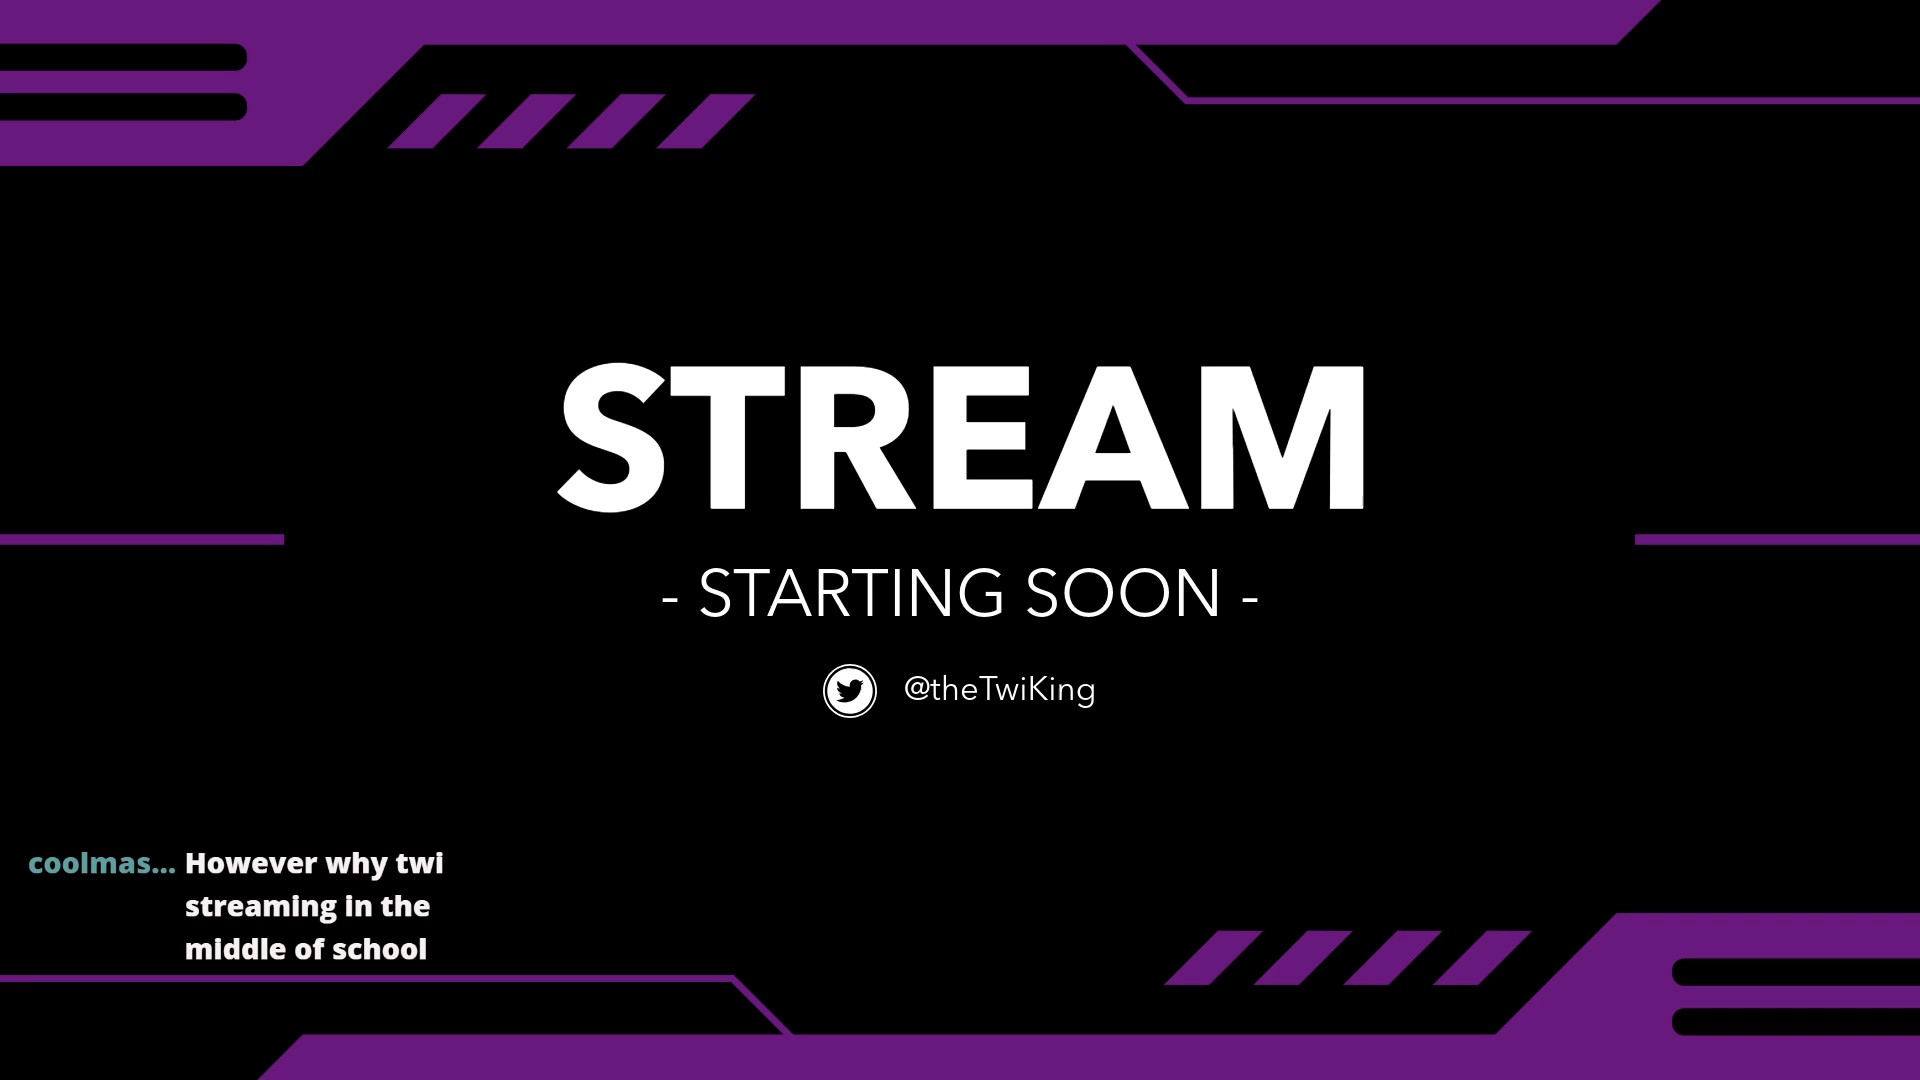 STREAM
- STARTING SOON -
@theTwiKing
coolmas... However why twi
streaming in the
middle of school